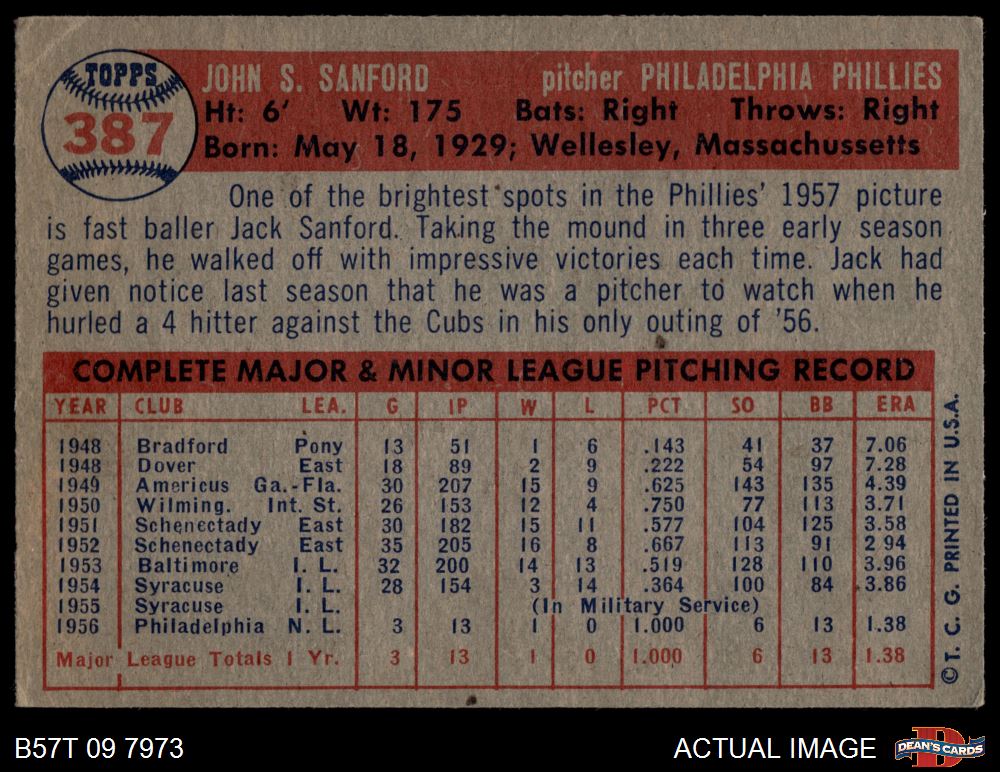 TOPPS
387
JOHN S. SANFORD pitcher PHILADELPHIA PHILLIES
Ht: 6' Wt: 175 Bats: Right Throws: Right
Born: May 18, 1929; Wellesley, Massachussetts
One of the brightest spots in the Phillies' 1957 picture
is fast baller Jack Sanford. Taking the mound in three early season
games, he walked off with impressive victories each time. Jack had
given notice last season that he was a pitcher to watch when he
hurled a 4 hitter against the Cubs in his only outing of '56.
COMPLETE MAJOR & MINOR LEAGUE PITCHING RECORD
YEAR CLUB LEA. G IP W L PCT SO BB ERA
1948 Bradford Pony 13 51 1 6 .143 41 37 7.06
1948 Dover East 18 89 2 9 .222 54 97 7.28
1949 Americus Ga.-Fla. 30 207 15 9 .625 143 135 4.39
1950 Wilming. Int. St. 26 153 12 4 .750 77 113 3.71
1951 Schenectady East 30 182 15 11 .577 104 125 3.58
1952 Schenectady East 35 205 16 8 .667 113 91 2 94
1953 Baltimore I. L. 32 200 14 13 .519 128 110 3.96
1954 Syracuse I. L. 28 154 3 14 .364 100 84 3.86
1955 Syracuse I. L. (In Military Service)
1956 Philadelphia N. L. 3 13 1 0 1.000 6 13 1.38
Major League Totals 1 Yr. 3 13 1 0 1.000 6 13 1.38
©T. C. G. PRINTED IN U.S.A.
B57T 09 7973 ACTUAL IMAGE
DEAN'S CARDS